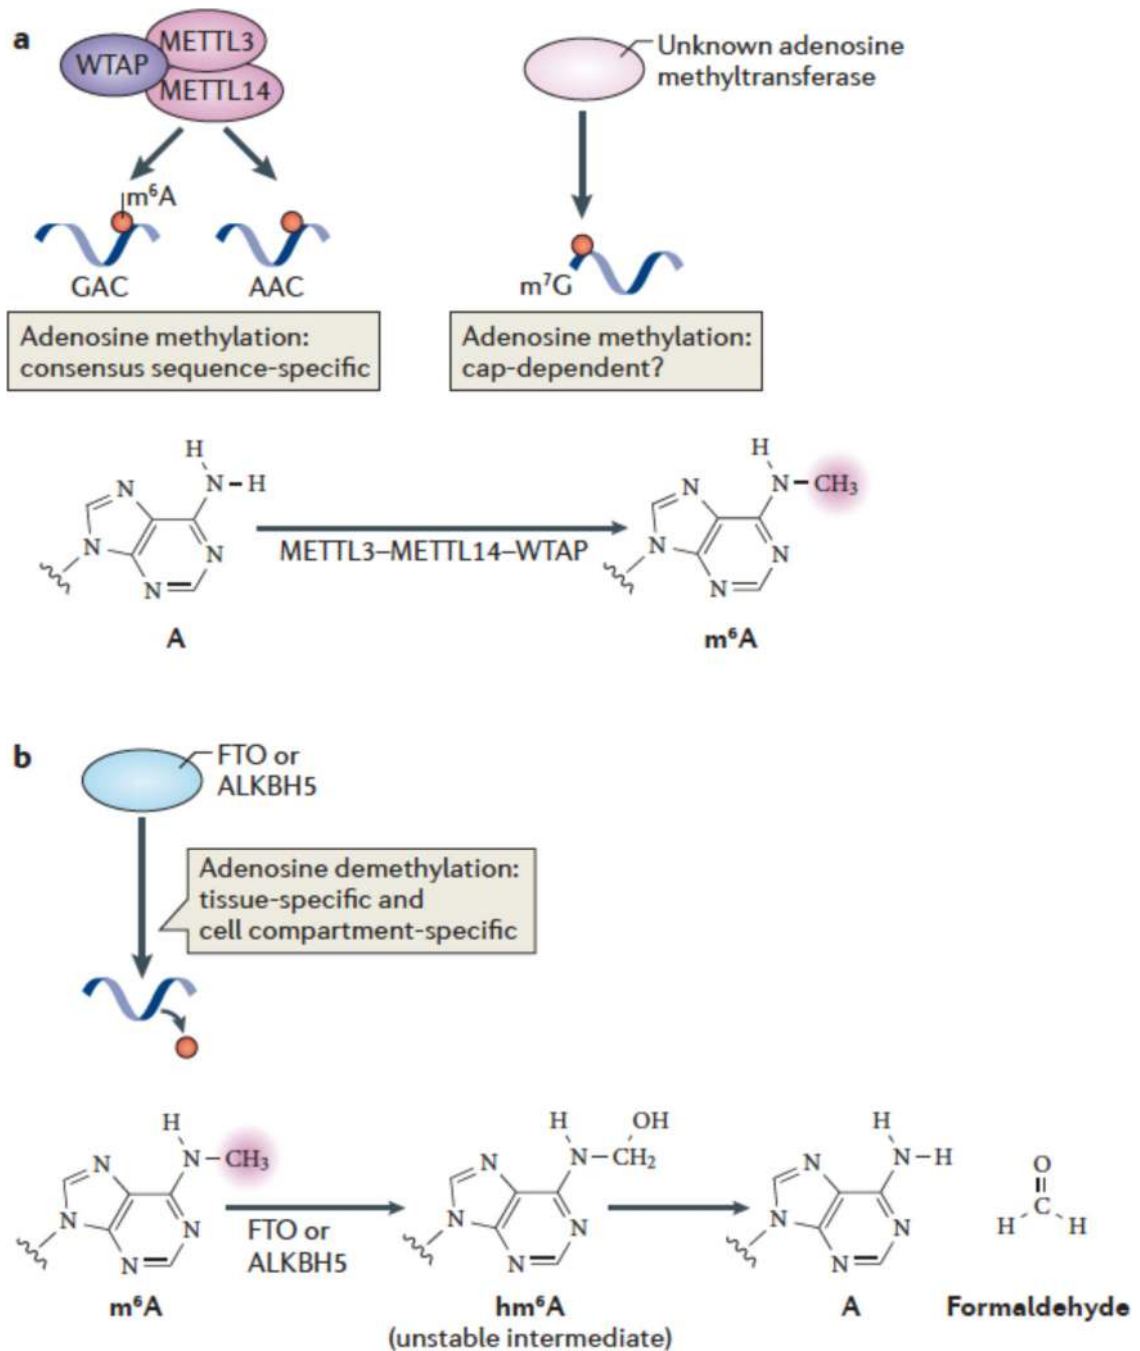 a
METTL3
WTAP
METTL14
Unknown adenosine
methyltransferase
m⁶A
GAC
AAC
m⁷G
Adenosine methylation:
consensus sequence-specific
Adenosine methylation:
cap-dependent?
H
N–H
N
N
N
N
A
METTL3–METTL14–WTAP
H
N–CH₃
N
N
N
N
m⁶A
b
FTO or
ALKBH5
Adenosine demethylation:
tissue-specific and
cell compartment-specific
H
N–CH₃
N
N
N
N
m⁶A
FTO or
ALKBH5
H
OH
N–CH₂
N
N
N
N
hm⁶A
(unstable intermediate)
H
N–H
N
N
N
N
A
O
C
H
H
Formaldehyde